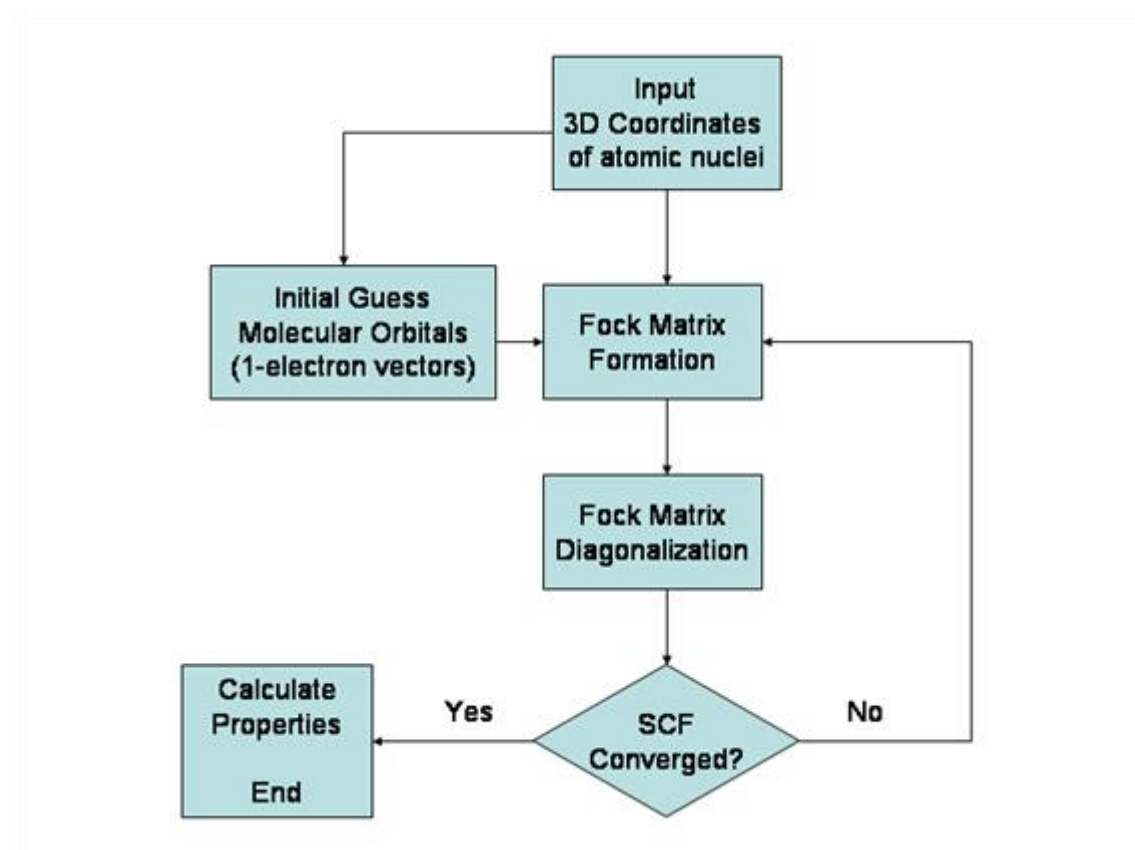 Input
3D Coordinates
of atomic nuclei
Initial Guess
Molecular Orbitals
(1-electron vectors)
Fock Matrix
Formation
Fock Matrix
Diagonalization
SCF
Converged?
Yes
No
Calculate
Properties
End